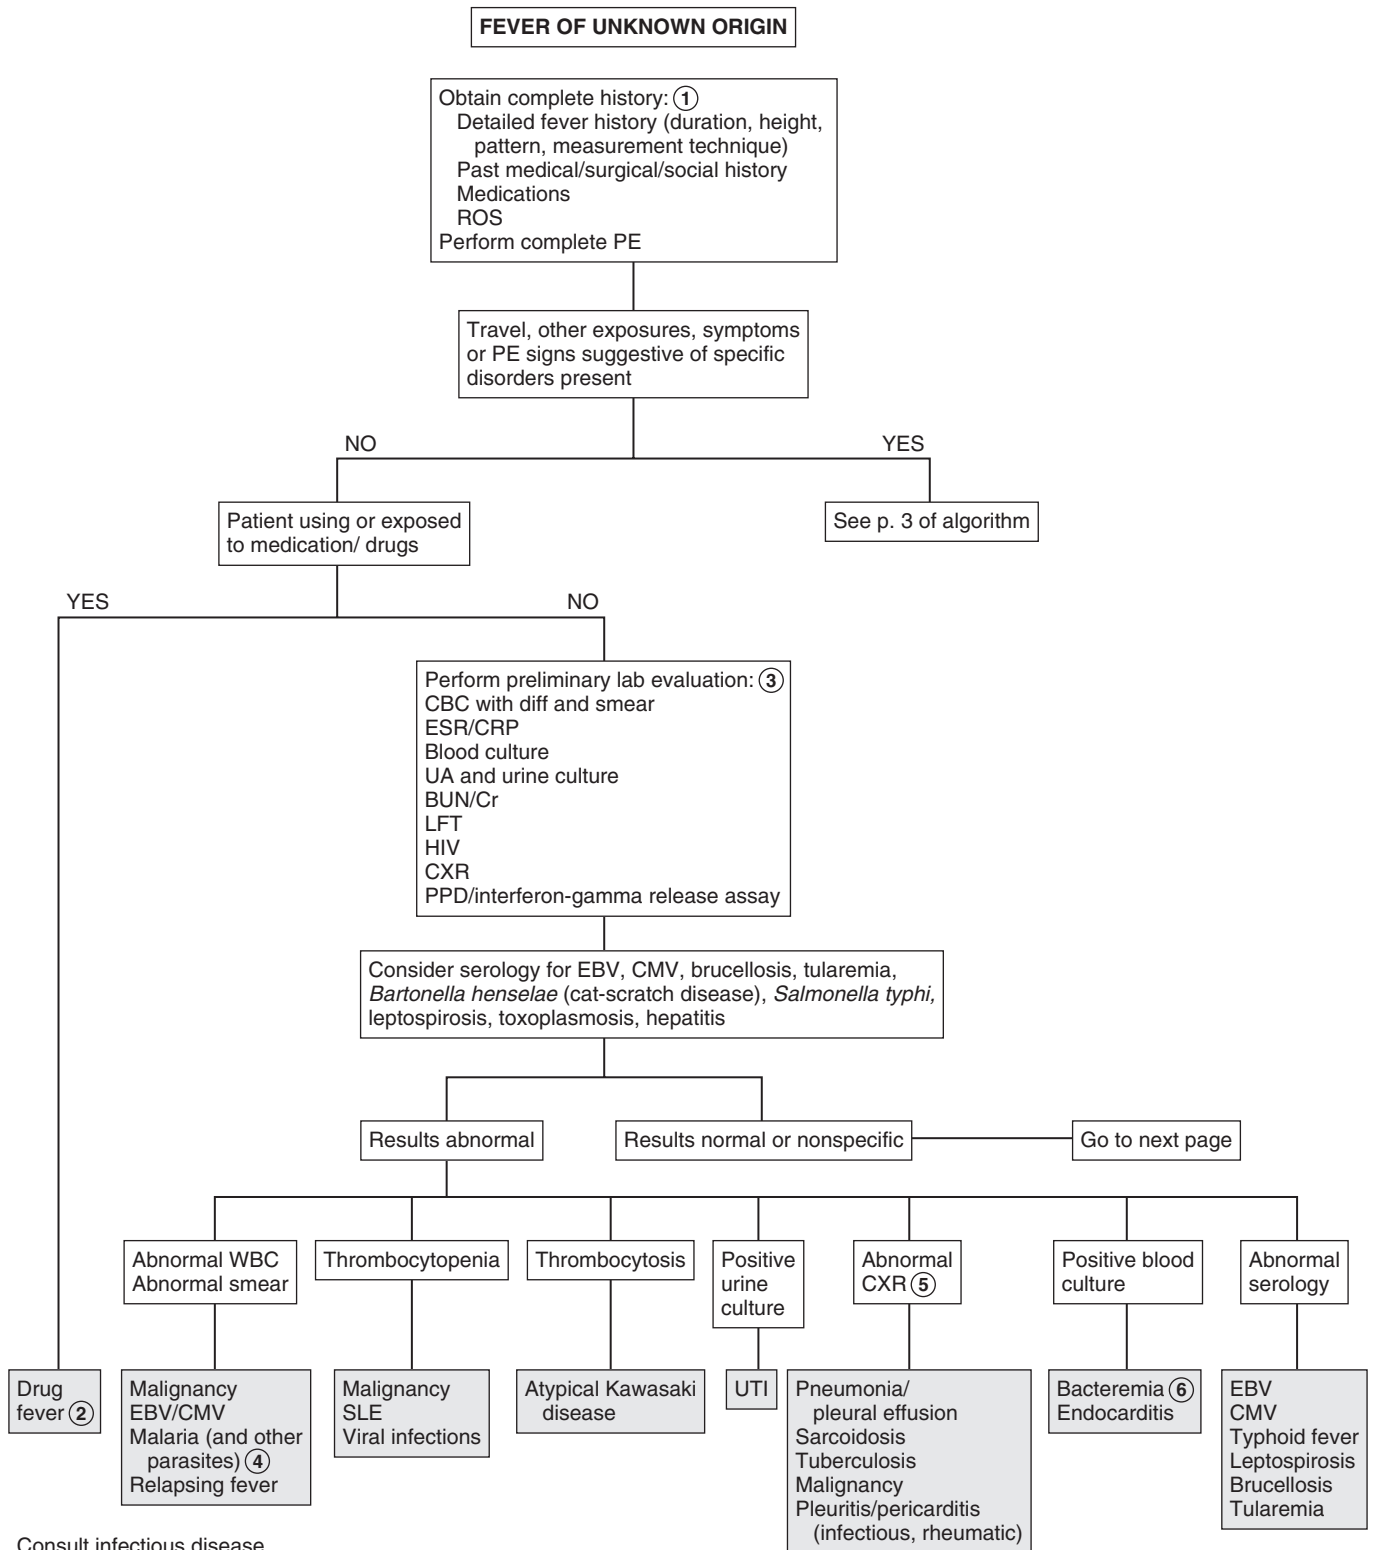 FEVER OF UNKNOWN ORIGIN
Obtain complete history: ①
Detailed fever history (duration, height,
pattern, measurement technique)
Past medical/surgical/social history
Medications
ROS
Perform complete PE
Travel, other exposures, symptoms
or PE signs suggestive of specific
disorders present
NO
YES
Patient using or exposed
to medication/ drugs
See p. 3 of algorithm
YES
NO
Perform preliminary lab evaluation: ③
CBC with diff and smear
ESR/CRP
Blood culture
UA and urine culture
BUN/Cr
LFT
HIV
CXR
PPD/interferon-gamma release assay
Consider serology for EBV, CMV, brucellosis, tularemia,
Bartonella henselae (cat-scratch disease), Salmonella typhi,
leptospirosis, toxoplasmosis, hepatitis
Results abnormal
Results normal or nonspecific
Go to next page
Abnormal WBC
Abnormal smear
Thrombocytopenia
Thrombocytosis
Positive
urine
culture
Abnormal
CXR ⑤
Positive blood
culture
Abnormal
serology
Drug
fever ②
Malignancy
EBV/CMV
Malaria (and other
parasites) ④
Relapsing fever
Malignancy
SLE
Viral infections
Atypical Kawasaki
disease
UTI
Pneumonia/
pleural effusion
Sarcoidosis
Tuberculosis
Malignancy
Pleuritis/pericarditis
(infectious, rheumatic)
Bacteremia ⑥
Endocarditis
EBV
CMV
Typhoid fever
Leptospirosis
Brucellosis
Tularemia
Consult infectious disease